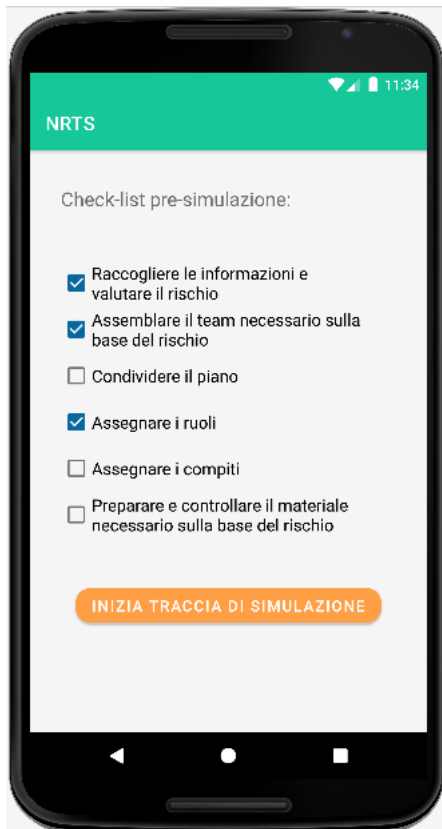 11:34
NRTS
Check-list pre-simulazione:
Raccogliere le informazioni e
valutare il rischio
Assemblare il team necessario sulla
base del rischio
Condividere il piano
Assegnare i ruoli
Assegnare i compiti
Preparare e controllare il materiale
necessario sulla base del rischio
INIZIA TRACCIA DI SIMULAZIONE